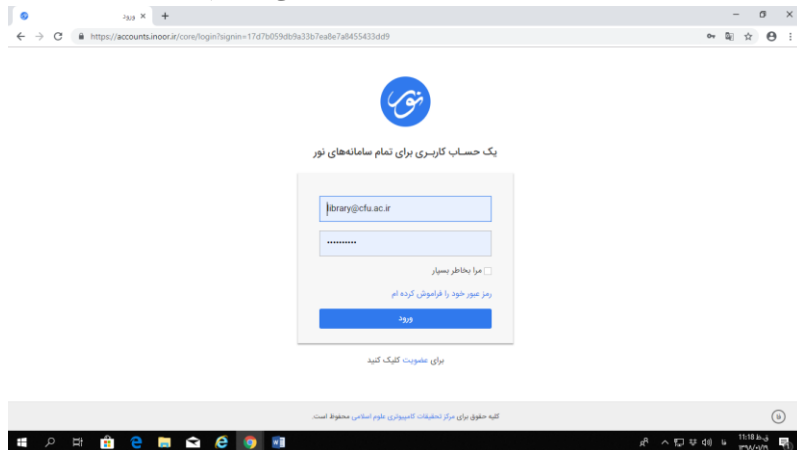 ورود
https://accounts.inoor.ir/core/login?signin=17d7b059db9a33b7ea8e7a8455433dd9
نور
یک حساب کاربری برای تمام سامانه‌های نور
library@cfu.ac.ir
••••••••••
مرا بخاطر بسپار
رمز عبور خود را فراموش کرده ام
ورود
برای عضویت کلیک کنید
کلیه حقوق برای مرکز تحقیقات کامپیوتری علوم اسلامی محفوظ است.
فا
11:18 ق.ظ